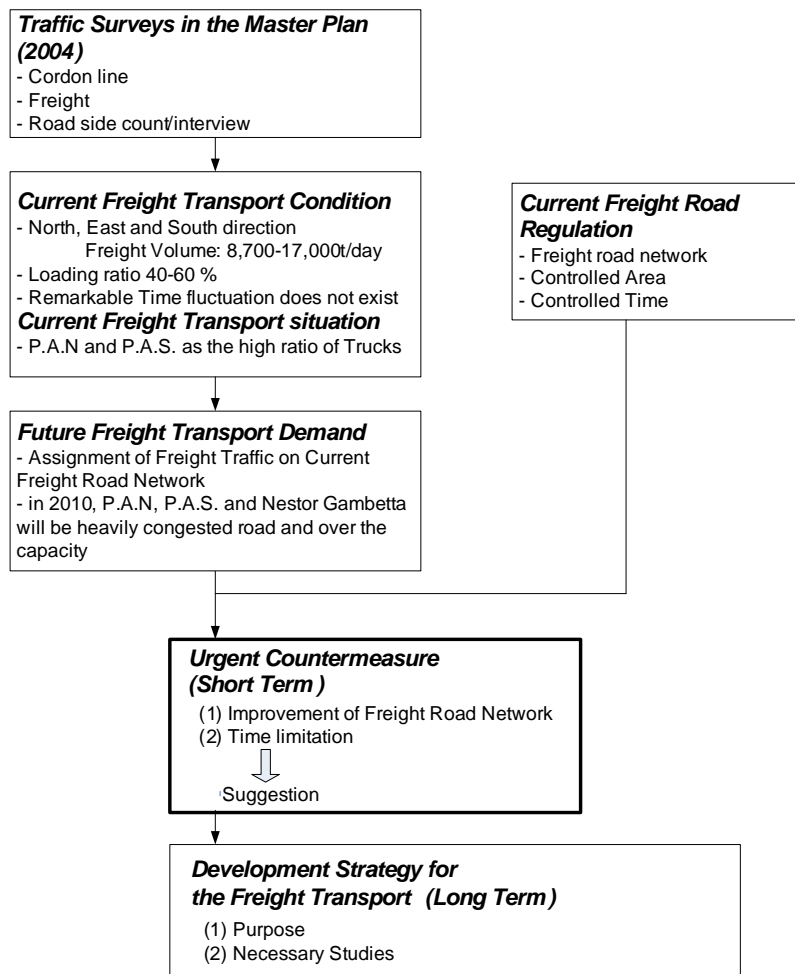 Traffic Surveys in the Master Plan
(2004)
- Cordon line
- Freight
- Road side count/interview
Current Freight Transport Condition
- North, East and South direction
Freight Volume: 8,700-17,000t/day
- Loading ratio 40-60 %
- Remarkable Time fluctuation does not exist
Current Freight Transport situation
- P.A.N and P.A.S. as the high ratio of Trucks
Current Freight Road
Regulation
- Freight road network
- Controlled Area
- Controlled Time
Future Freight Transport Demand
- Assignment of Freight Traffic on Current
Freight Road Network
- in 2010, P.A.N, P.A.S. and Nestor Gambetta
will be heavily congested road and over the
capacity
Urgent Countermeasure
(Short Term)
(1) Improvement of Freight Road Network
(2) Time limitation
Suggestion
Development Strategy for
the Freight Transport (Long Term)
(1) Purpose
(2) Necessary Studies